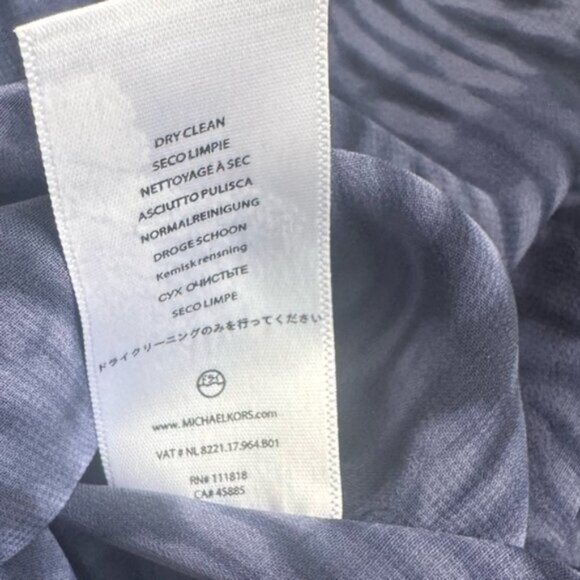 DRY CLEAN
SECO LIMPIE
NETTOYAGE À SEC
ASCIUTTO PULISCA
NORMALREINIGUNG
DROGE SCHOON
Kemiskrensning
СУХ ОЧИСТЬТЕ
SECO LIMPE
ドライクリーニングのみを行ってください
www.MICHAELKORS.com
VAT # NL 8221.17.964.B01
RN# 111818
CA# 45885